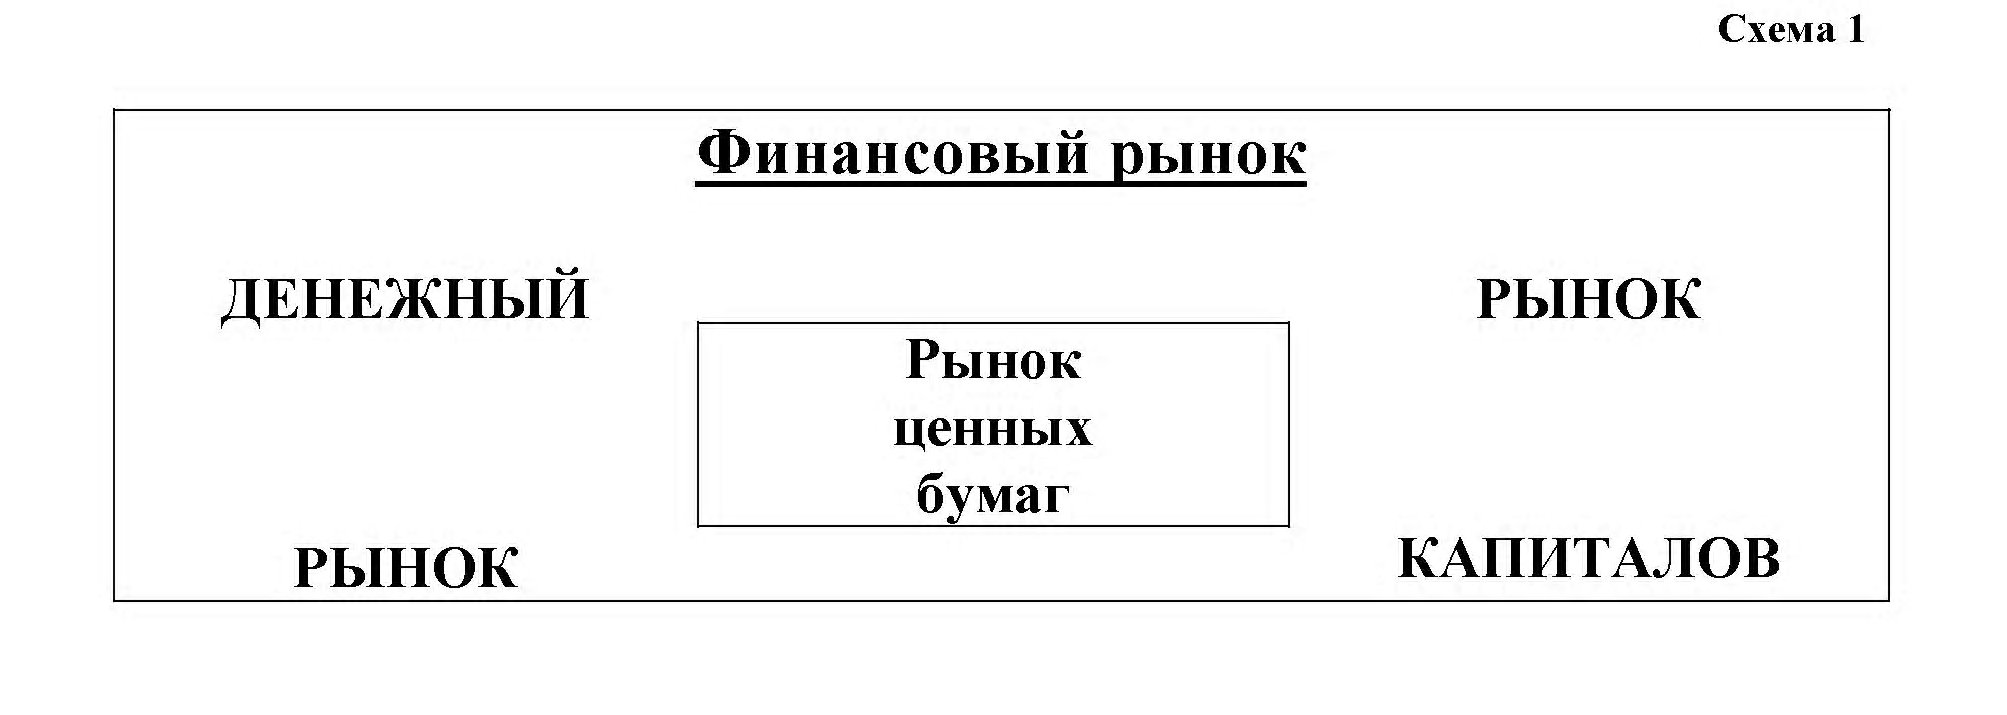 Схема 1
Финансовый рынок
ДЕНЕЖНЫЙ
РЫНОК
Рынок
ценных
бумаг
РЫНОК
КАПИТАЛОВ